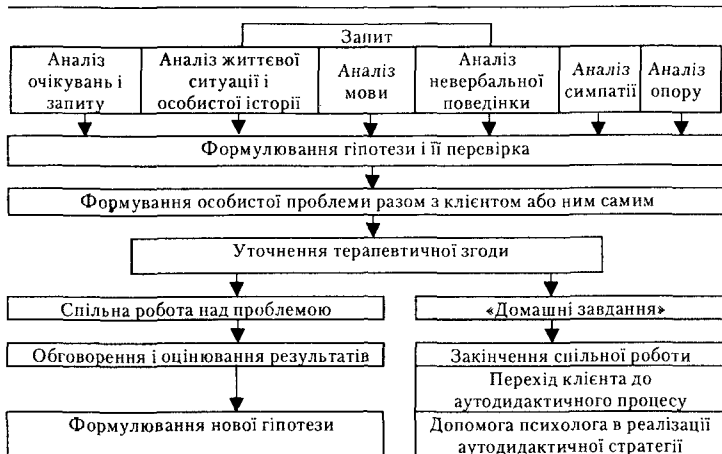 Запит
Аналіз
очікувань і
запиту
Аналіз життєвої
ситуації і
особистої історії
Аналіз
мови
Аналіз
невербальної
поведінки
Аналіз
симпатії
Аналіз
опору
Формулювання гіпотези і її перевірка
Формування особистої проблеми разом з клієнтом або ним самим
Уточнення терапевтичної згоди
Спільна робота над проблемою
«Домашні завдання»
Обговорення і оцінювання результатів
Закінчення спільної роботи
Перехід клієнта до
аутодидактичного процесу
Формулювання нової гіпотези
Допомога психолога в реалізації
аутодидактичної стратегії